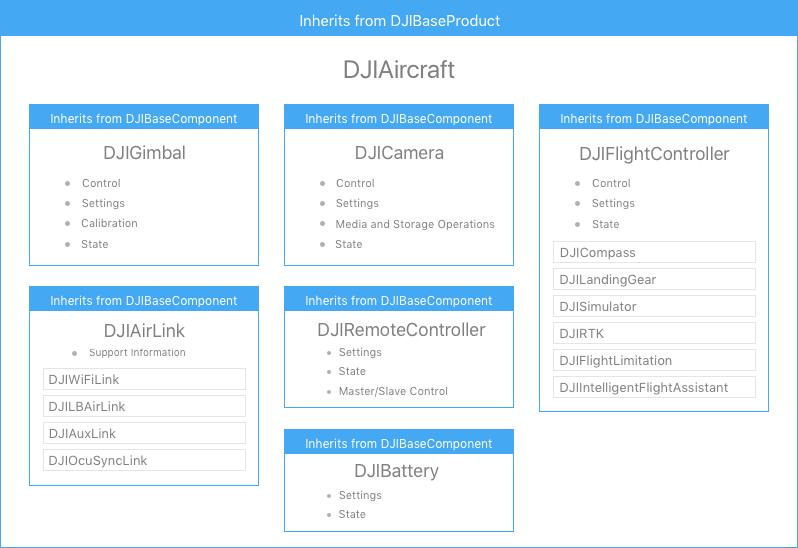 Inherits from DJIBaseProduct
DJIAircraft
Inherits from DJIBaseComponent
DJIGimbal
Control
Settings
Calibration
State
Inherits from DJIBaseComponent
DJICamera
Control
Settings
Media and Storage Operations
State
Inherits from DJIBaseComponent
DJIFlightController
Control
Settings
State
DJICompass
DJILandingGear
DJISimulator
DJIRTK
DJIFlightLimitation
DJIIntelligentFlightAssistant
Inherits from DJIBaseComponent
DJIAirLink
Support Information
DJIWiFiLink
DJILBAirLink
DJIAuxLink
DJIOcuSyncLink
Inherits from DJIBaseComponent
DJIRemoteController
Settings
State
Master/Slave Control
Inherits from DJIBaseComponent
DJIBattery
Settings
State